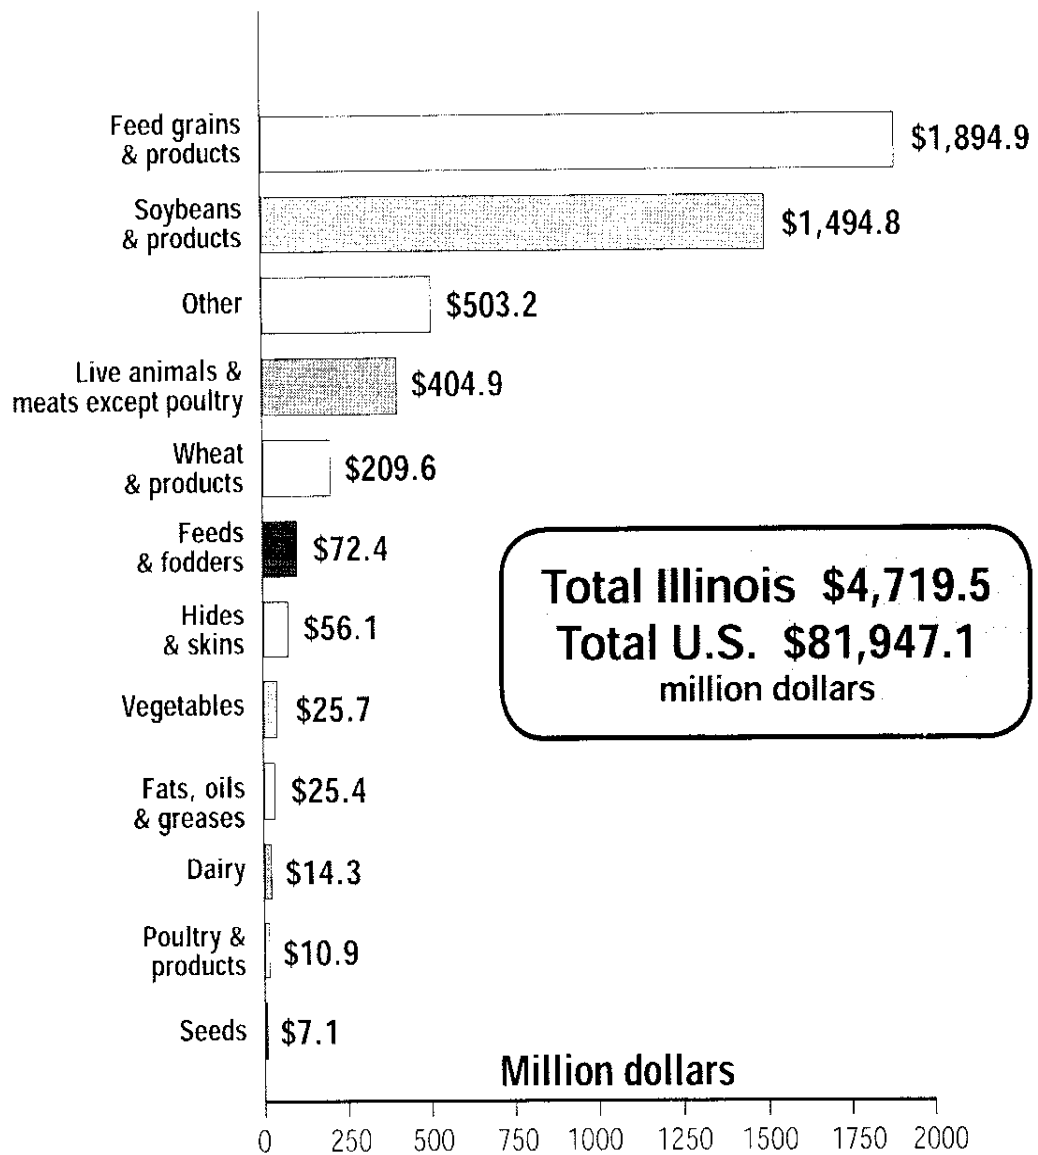 Feed grains
& products
$1,894.9
Soybeans
& products
$1,494.8
Other
$503.2
Live animals &
meats except poultry
$404.9
Wheat
& products
$209.6
Feeds
& fodders
$72.4
Hides
& skins
$56.1
Total Illinois $4,719.5
Total U.S. $81,947.1
million dollars
Vegetables
$25.7
Fats, oils
& greases
$25.4
Dairy
$14.3
Poultry &
products
$10.9
Seeds
$7.1
Million dollars
0 250 500 750 1000 1250 1500 1750 2000